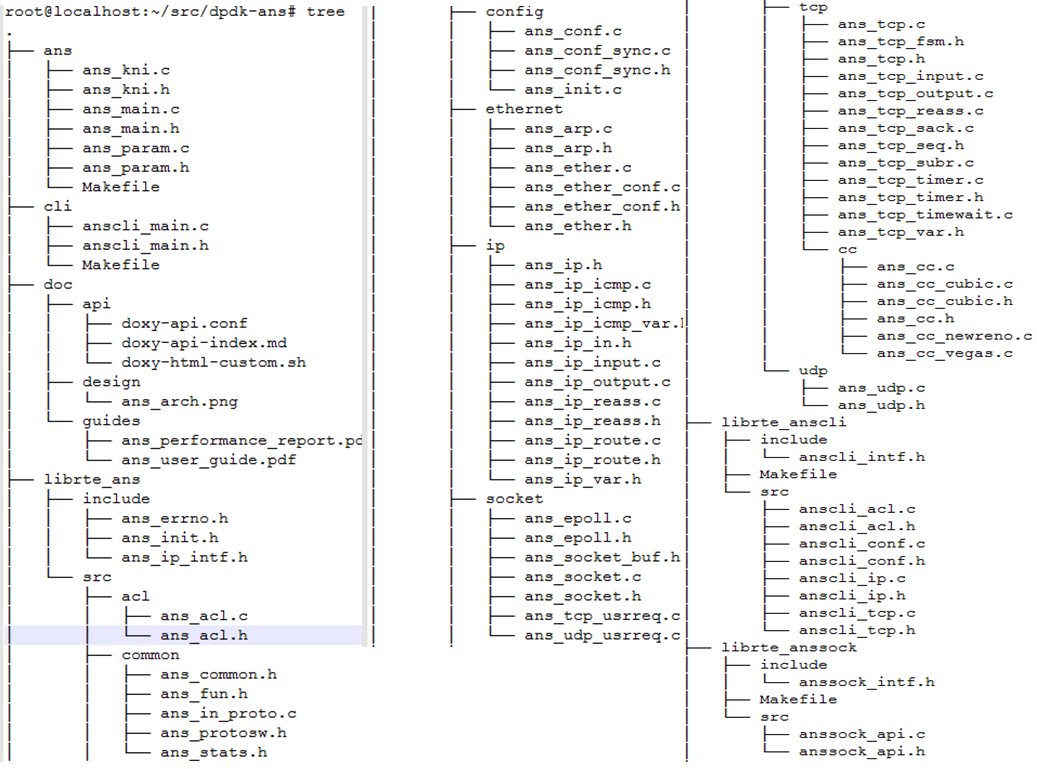 root@localhost:~/src/dpdk-ans# tree
.
├── ans
│   ├── ans_kni.c
│   ├── ans_kni.h
│   ├── ans_main.c
│   ├── ans_main.h
│   ├── ans_param.c
│   ├── ans_param.h
│   └── Makefile
├── cli
│   ├── anscli_main.c
│   ├── anscli_main.h
│   └── Makefile
├── doc
│   ├── api
│   │   ├── doxy-api.conf
│   │   ├── doxy-api-index.md
│   │   └── doxy-html-custom.sh
│   ├── design
│   │   └── ans_arch.png
│   └── guides
│       ├── ans_performance_report.pd
│       └── ans_user_guide.pdf
├── librte_ans
│   ├── include
│   │   ├── ans_errno.h
│   │   ├── ans_init.h
│   │   └── ans_ip_intf.h
│   └── src
│       ├── acl
│       │   ├── ans_acl.c
│       │   └── ans_acl.h
│       ├── common
│       │   ├── ans_common.h
│       │   ├── ans_fun.h
│       │   ├── ans_in_proto.c
│       │   ├── ans_protosw.h
│       │   └── ans_stats.h
│       ├── config
│       │   ├── ans_conf.c
│       │   ├── ans_conf_sync.c
│       │   ├── ans_conf_sync.h
│       │   └── ans_init.c
│       ├── ethernet
│       │   ├── ans_arp.c
│       │   ├── ans_arp.h
│       │   ├── ans_ether.c
│       │   ├── ans_ether_conf.c
│       │   ├── ans_ether_conf.h
│       │   └── ans_ether.h
│       ├── ip
│       │   ├── ans_ip.h
│       │   ├── ans_ip_icmp.c
│       │   ├── ans_ip_icmp.h
│       │   ├── ans_ip_icmp_var.h
│       │   ├── ans_ip_in.h
│       │   ├── ans_ip_input.c
│       │   ├── ans_ip_output.c
│       │   ├── ans_ip_reass.c
│       │   ├── ans_ip_reass.h
│       │   ├── ans_ip_route.c
│       │   ├── ans_ip_route.h
│       │   └── ans_ip_var.h
│       ├── socket
│       │   ├── ans_epoll.c
│       │   ├── ans_epoll.h
│       │   ├── ans_socket_buf.h
│       │   ├── ans_socket.c
│       │   ├── ans_socket.h
│       │   ├── ans_tcp_usrreq.c
│       │   └── ans_udp_usrreq.c
│       ├── tcp
│       │   ├── ans_tcp.c
│       │   ├── ans_tcp_fsm.h
│       │   ├── ans_tcp.h
│       │   ├── ans_tcp_input.c
│       │   ├── ans_tcp_output.c
│       │   ├── ans_tcp_reass.c
│       │   ├── ans_tcp_sack.c
│       │   ├── ans_tcp_seq.h
│       │   ├── ans_tcp_subr.c
│       │   ├── ans_tcp_timer.c
│       │   ├── ans_tcp_timer.h
│       │   ├── ans_tcp_timewait.c
│       │   ├── ans_tcp_var.h
│       │   └── cc
│       │       ├── ans_cc.c
│       │       ├── ans_cc_cubic.c
│       │       ├── ans_cc_cubic.h
│       │       ├── ans_cc.h
│       │       ├── ans_cc_newreno.c
│       │       └── ans_cc_vegas.c
│       └── udp
│           ├── ans_udp.c
│           └── ans_udp.h
├── librte_anscli
│   ├── include
│   │   └── anscli_intf.h
│   ├── Makefile
│   └── src
│       ├── anscli_acl.c
│       ├── anscli_acl.h
│       ├── anscli_conf.c
│       ├── anscli_conf.h
│       ├── anscli_ip.c
│       ├── anscli_ip.h
│       ├── anscli_tcp.c
│       └── anscli_tcp.h
├── librte_anssock
│   ├── include
│   │   └── anssock_intf.h
│   ├── Makefile
│   └── src
│       ├── anssock_api.c
│       └── anssock_api.h